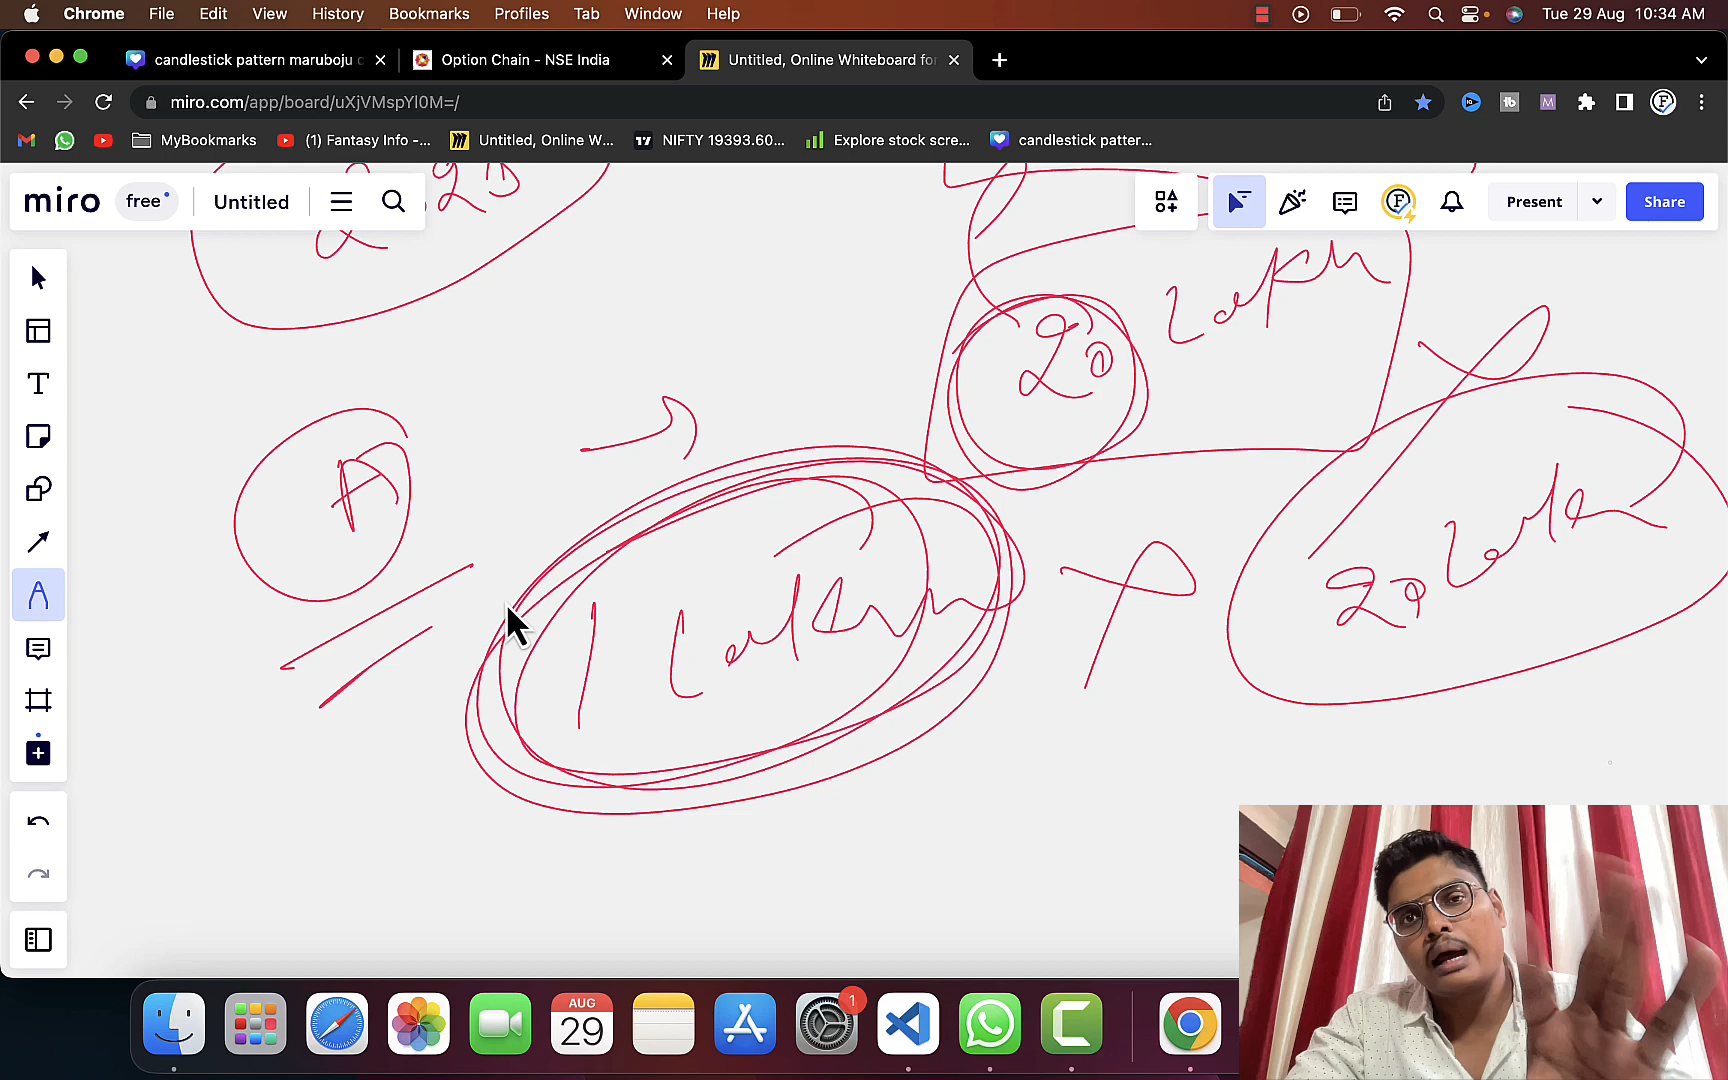 Chrome File Edit View History Bookmarks Profiles Tab Window Help Tue 29 Aug 10:34 AM
candlestick pattern maruboju c Option Chain - NSE India Untitled, Online Whiteboard for
miro.com/app/board/uXjVMspYl0M=/
MyBookmarks (1) Fantasy Info -... Untitled, Online W... NIFTY 19393.60... Explore stock scre... candlestick patter...
miro free Untitled Present Share
Lakh
20
A
20 Lakh
1 Lakh
AUG
29
1